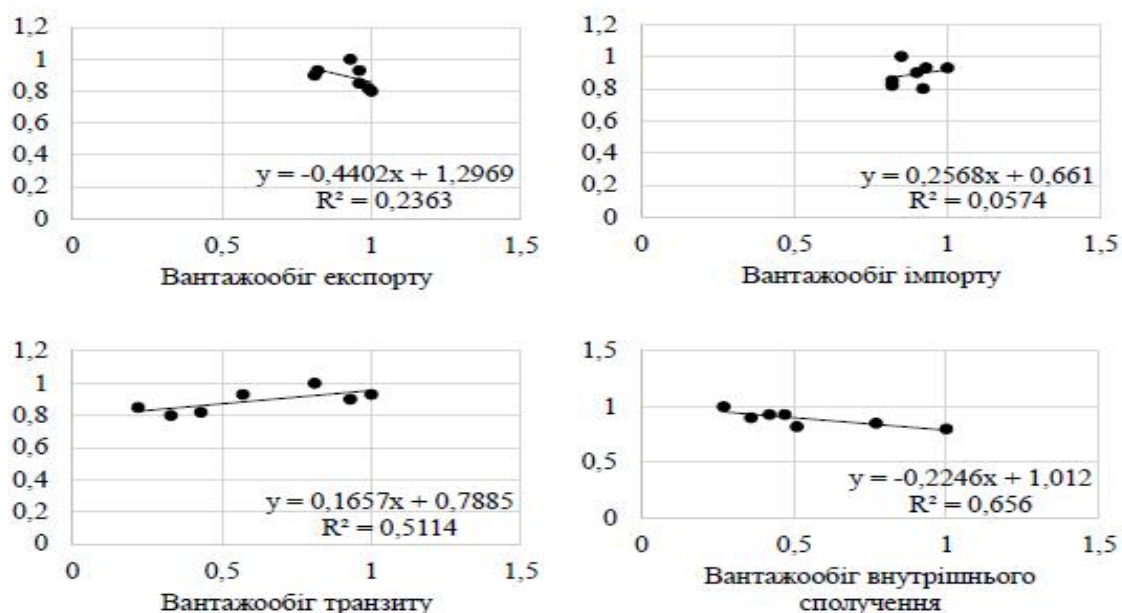 1,2
1
0,8
0,6
0,4
0,2
0
y = -0,4402x + 1,2969
R² = 0,2363
0 0,5 1 1,5
Вантажообіг експорту
1,2
1
0,8
0,6
0,4
0,2
0
y = 0,2568x + 0,661
R² = 0,0574
0 0,5 1 1,5
Вантажообіг імпорту
1,2
1
0,8
0,6
0,4
0,2
0
y = 0,1657x + 0,7885
R² = 0,5114
0 0,5 1 1,5
Вантажообіг транзиту
1,5
1
0,5
0
y = -0,2246x + 1,012
R² = 0,656
0 0,5 1 1,5
Вантажообіг внутрішнього
сполучення